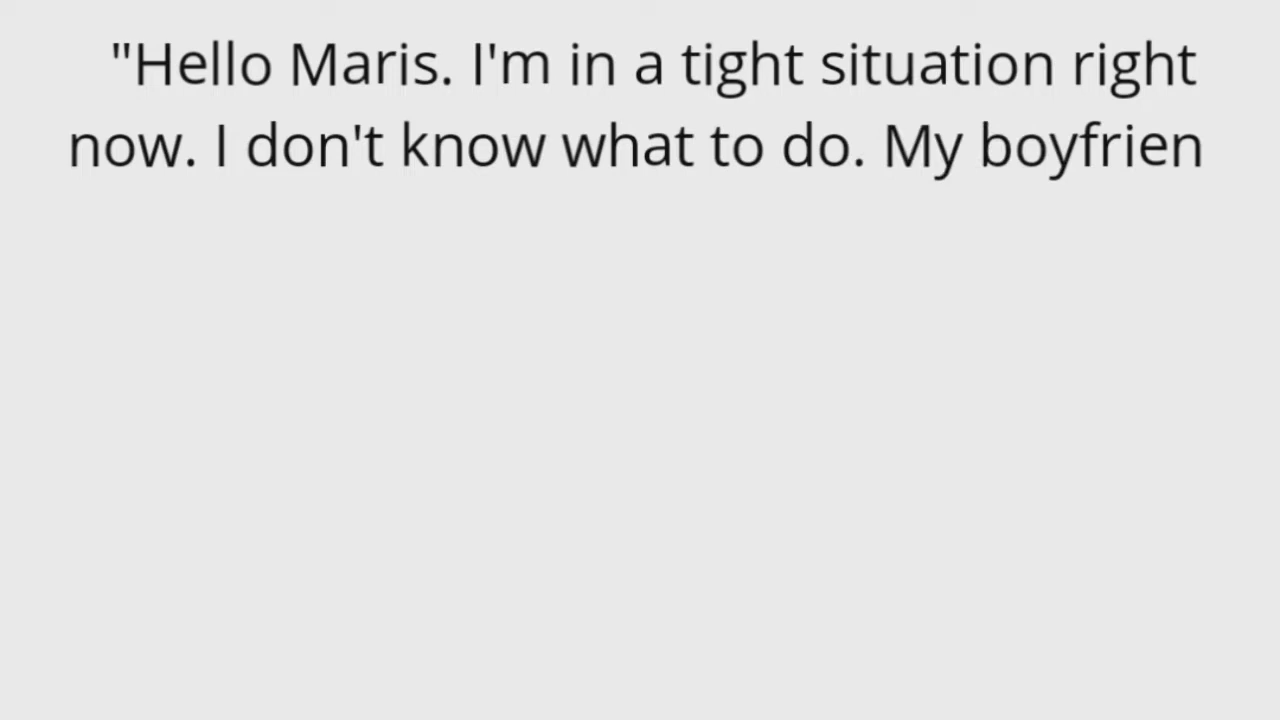 "Hello Maris. I'm in a tight situation right
now. I don't know what to do. My boyfrien